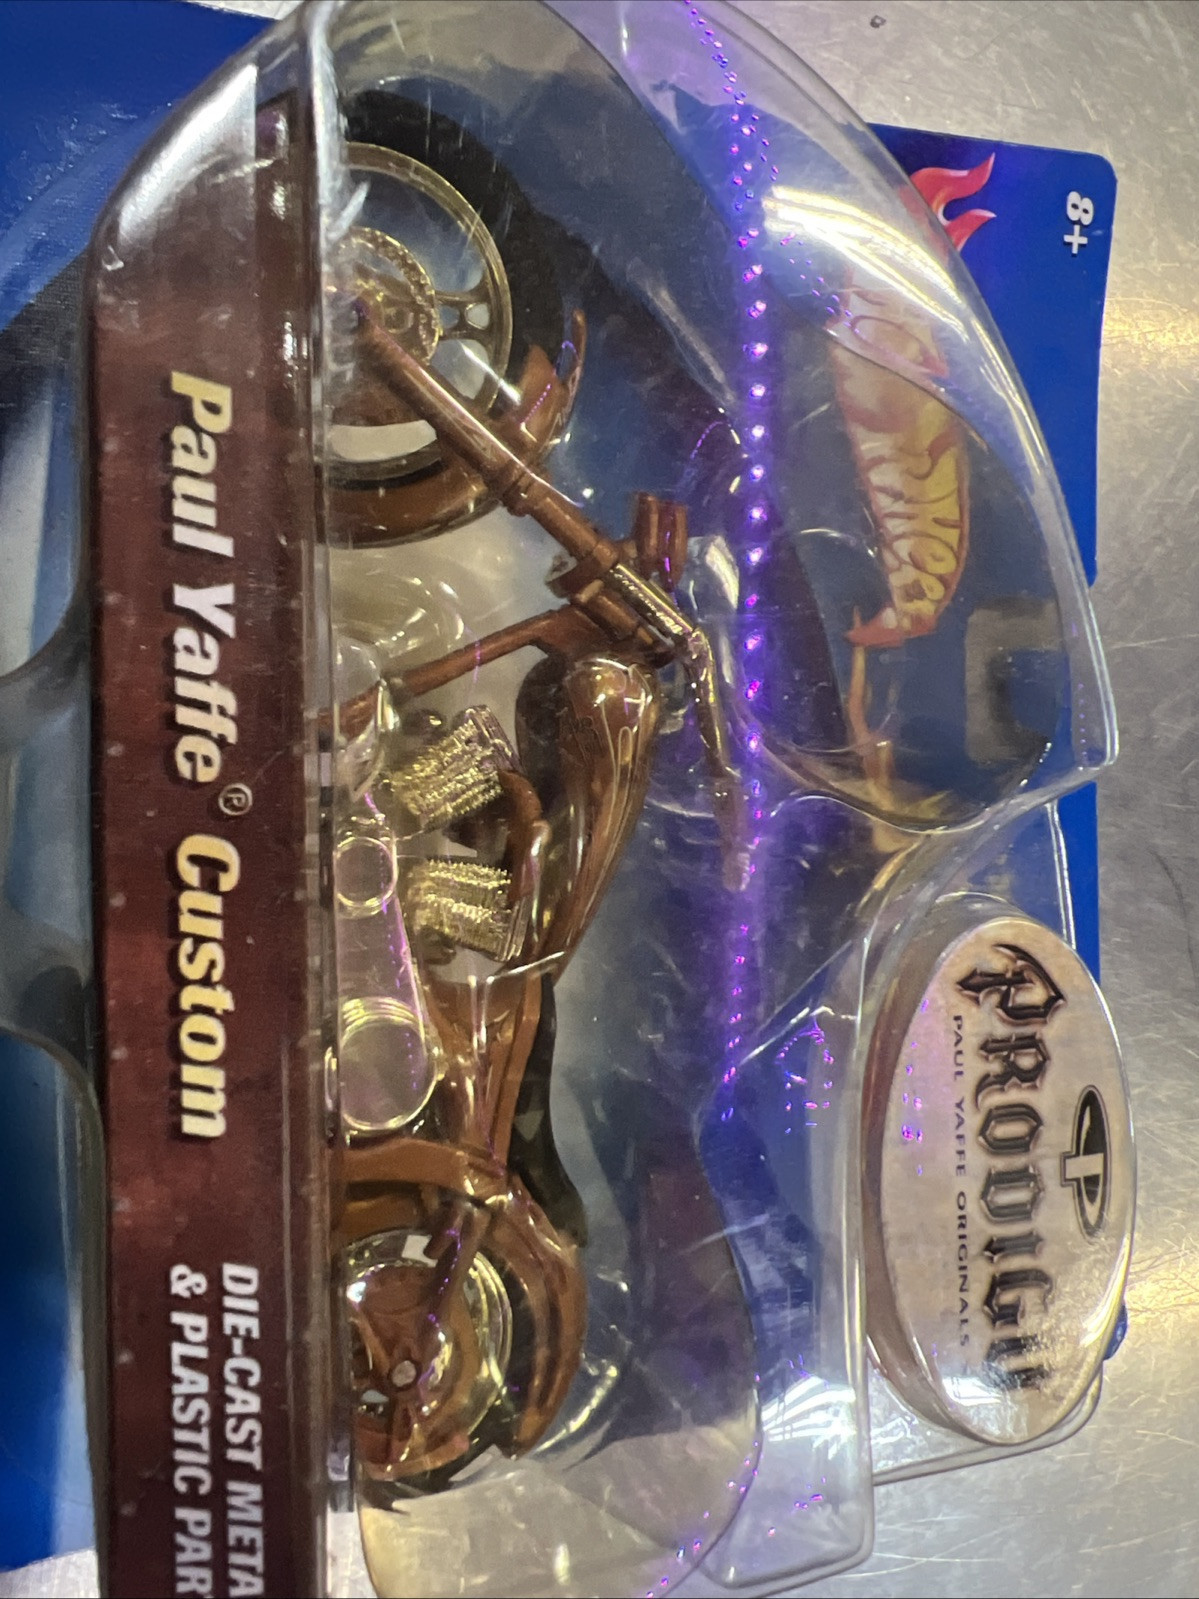 8+
Hot Wheels
P
PRODIGY
PAUL YAFFE ORIGINALS
Paul Yaffe® Custom
DIE-CAST META
& PLASTIC PAR